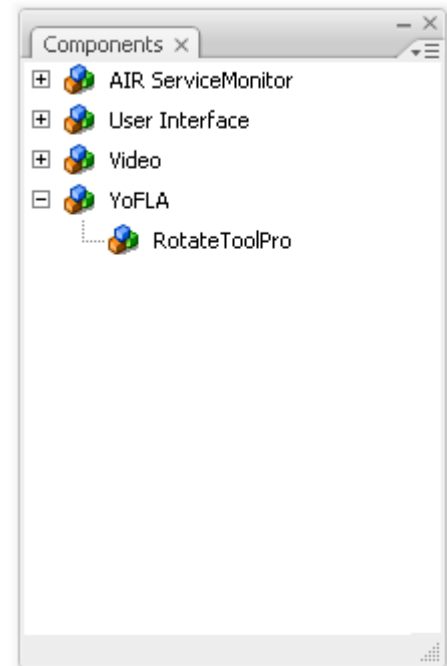 Components
AIR ServiceMonitor
User Interface
Video
YoFLA
RotateToolPro